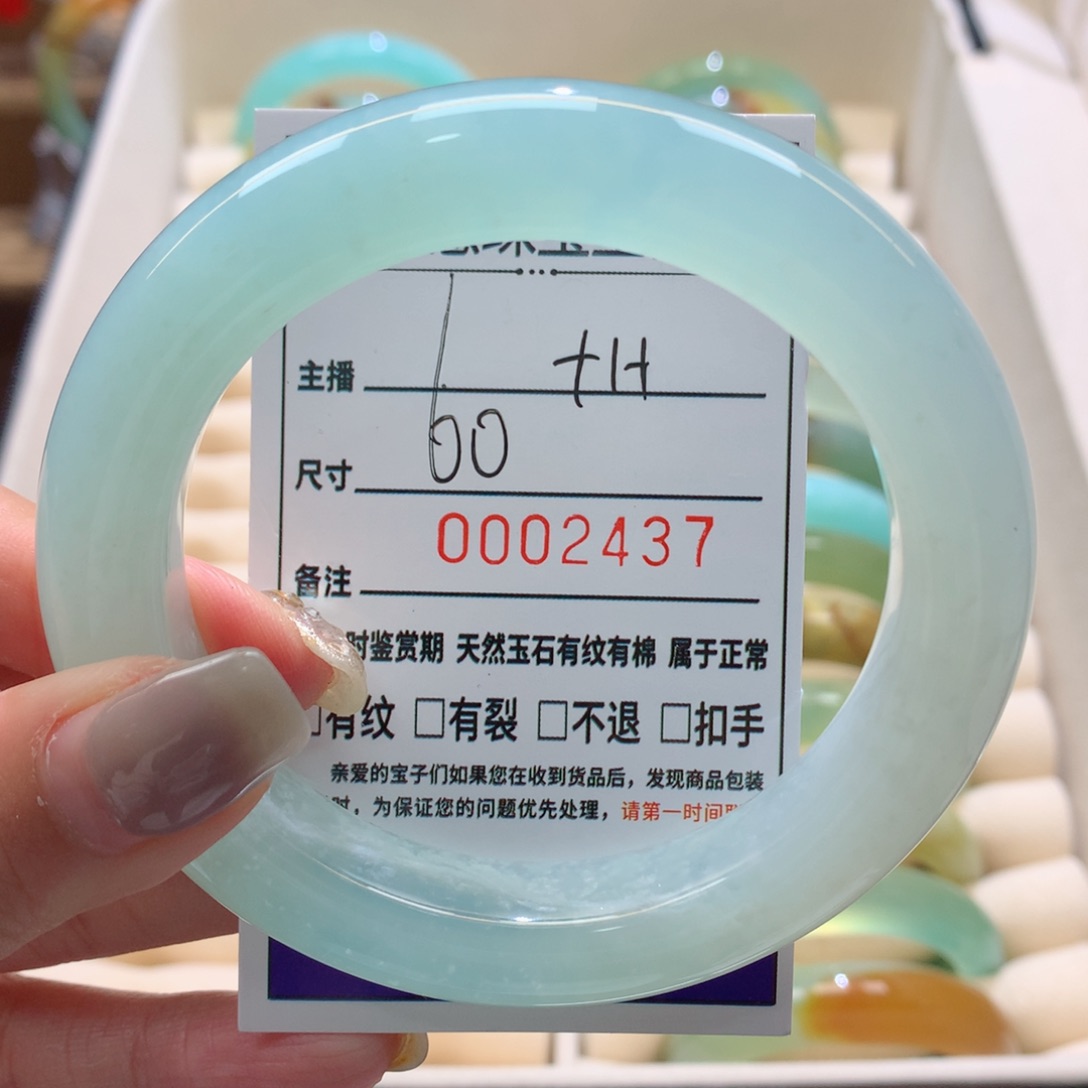 主播 tH
尺寸 60
0002437
备注
时鉴赏期 天然玉石有纹有棉 属于正常
□有纹 □有裂 □不退 □扣手
亲爱的宝子们如果您在收到货品后，发现商品包装
时，为保证您的问题优先处理，请第一时间